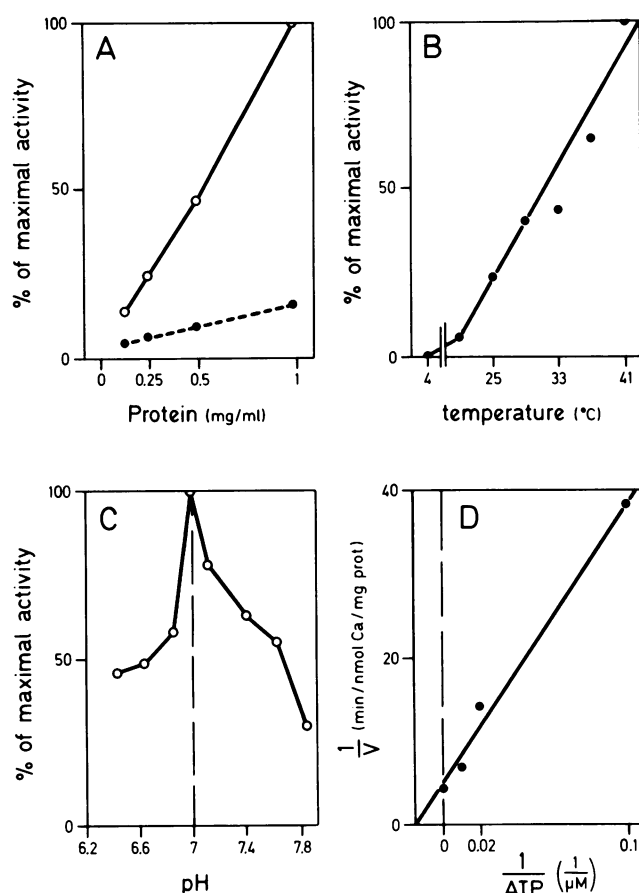 A
% of maximal activity
100
50
0
0 0.25 0.5 1
Protein (mg/ml)
B
% of maximal activity
100
50
0
4 25 33 41
temperature (°C)
C
% of maximal activity
100
50
0
6.2 6.6 7 7.4 7.8
pH
D
1/V (min/nmol Ca/mg prot)
40
20
0
0 0.02 0.1
1/ATP (1/µM)